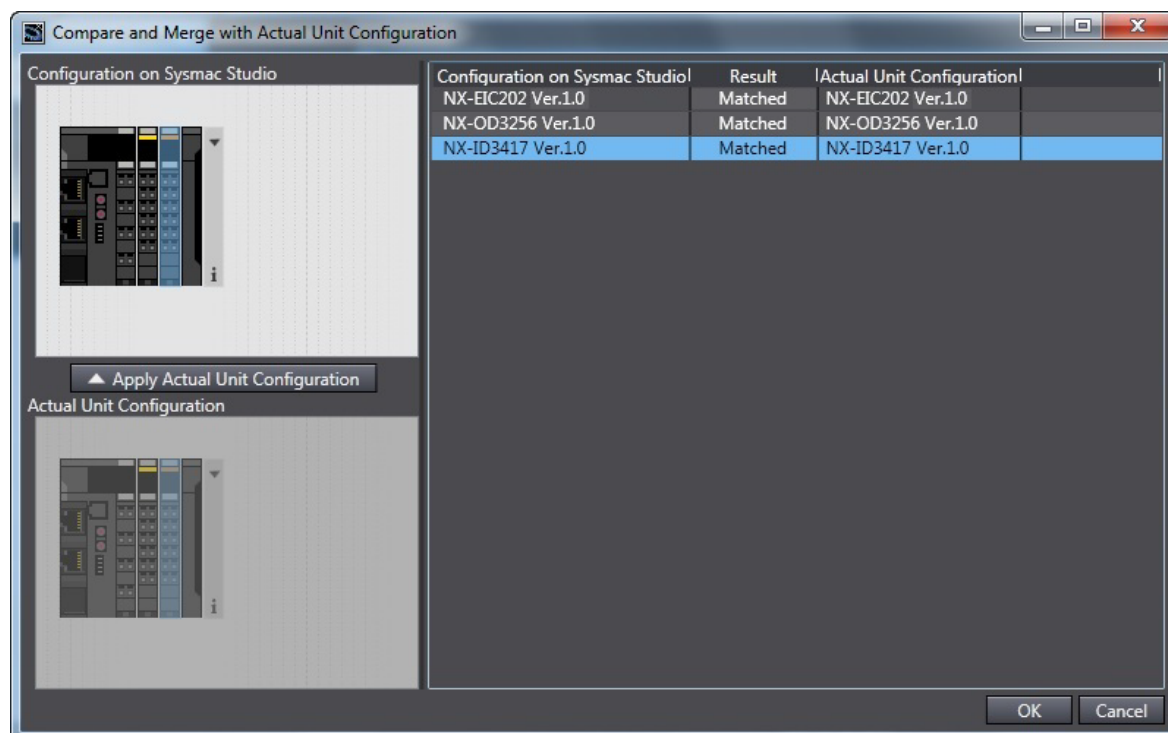 Compare and Merge with Actual Unit Configuration
Configuration on Sysmac Studio
Apply Actual Unit Configuration
Actual Unit Configuration
Configuration on Sysmac Studio Result Actual Unit Configuration
NX-EIC202 Ver.1.0 Matched NX-EIC202 Ver.1.0
NX-OD3256 Ver.1.0 Matched NX-OD3256 Ver.1.0
NX-ID3417 Ver.1.0 Matched NX-ID3417 Ver.1.0
OK Cancel